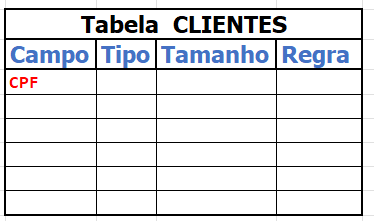 Tabela CLIENTES
Campo Tipo Tamanho Regra
CPF